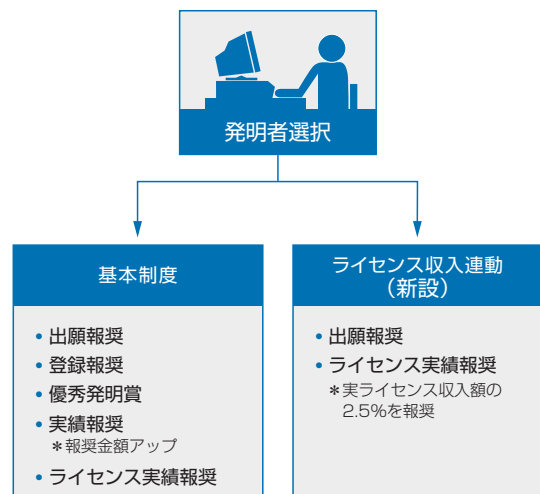 発明者選択
基本制度
・出願報奨
・登録報奨
・優秀発明賞
・実績報奨
＊報奨金額アップ
・ライセンス実績報奨
ライセンス収入連動
（新設）
・出願報奨
・ライセンス実績報奨
＊実ライセンス収入額の
2.5%を報奨